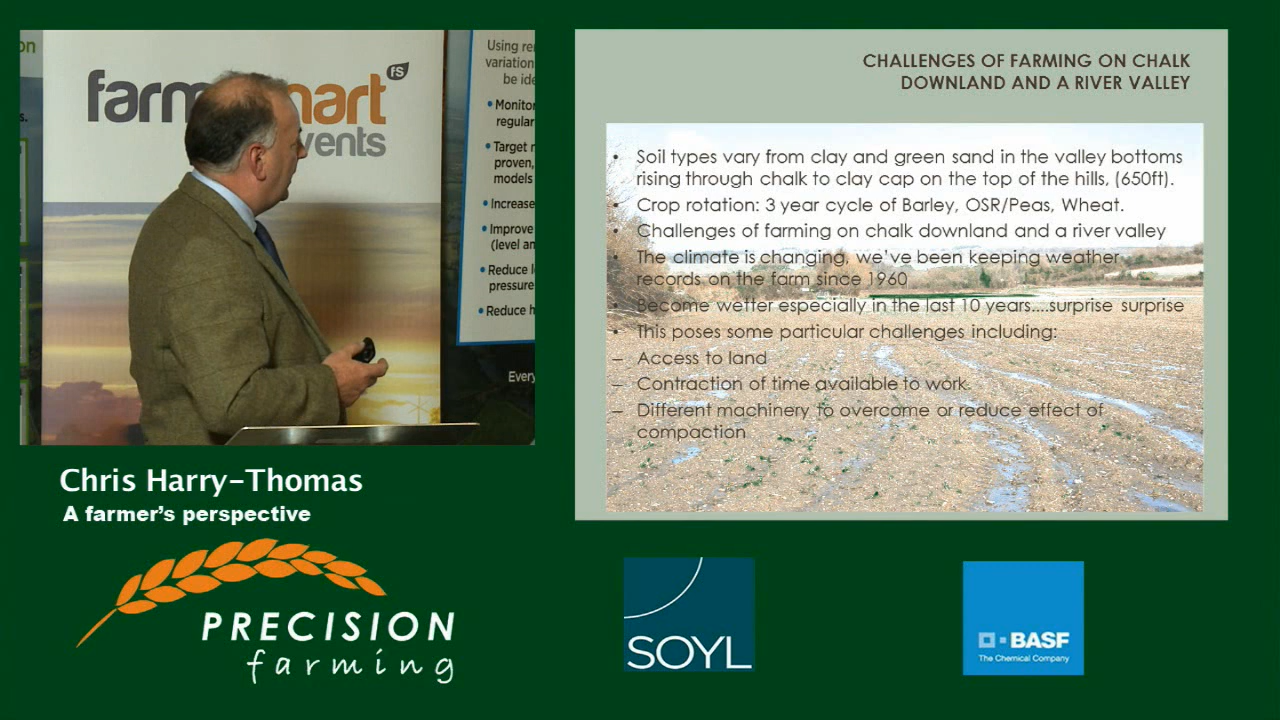 on
s.
farm
mart
fs
vents
Using re
variation
be ide
• Monitor
regular
• Target
proven,
models
• Increase
• Improve
(level an
• Reduce
pressure
• Reduce
Every
CHALLENGES OF FARMING ON CHALK
DOWNLAND AND A RIVER VALLEY
• Soil types vary from clay and green sand in the valley bottoms
rising through chalk to clay cap on the top of the hills, (650ft).
• Crop rotation: 3 year cycle of Barley, OSR/Peas, Wheat.
• Challenges of farming on chalk downland and a river valley
• The climate is changing, we've been keeping weather
records on the farm since 1960
• Become wetter especially in the last 10 years....surprise surprise
• This poses some particular challenges including:
– Access to land
– Contraction of time available to work.
– Different machinery to overcome or reduce effect of
compaction
Chris Harry-Thomas
A farmer's perspective
PRECISION
farming
SOYL
BASF
The Chemical Company